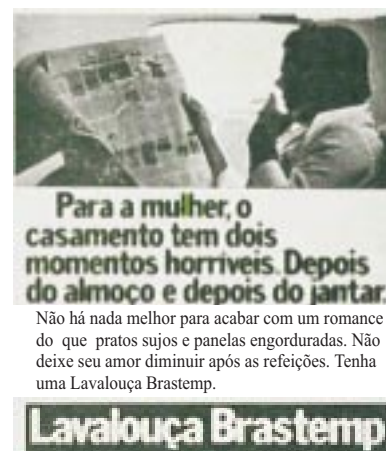 Para a mulher, o
casamento tem dois
momentos horríveis. Depois
do almoço e depois do jantar.
Não há nada melhor para acabar com um romance
do que pratos sujos e panelas engorduradas. Não
deixe seu amor diminuir após as refeições. Tenha
uma Lavalouça Brastemp.
Lavalouça Brastemp